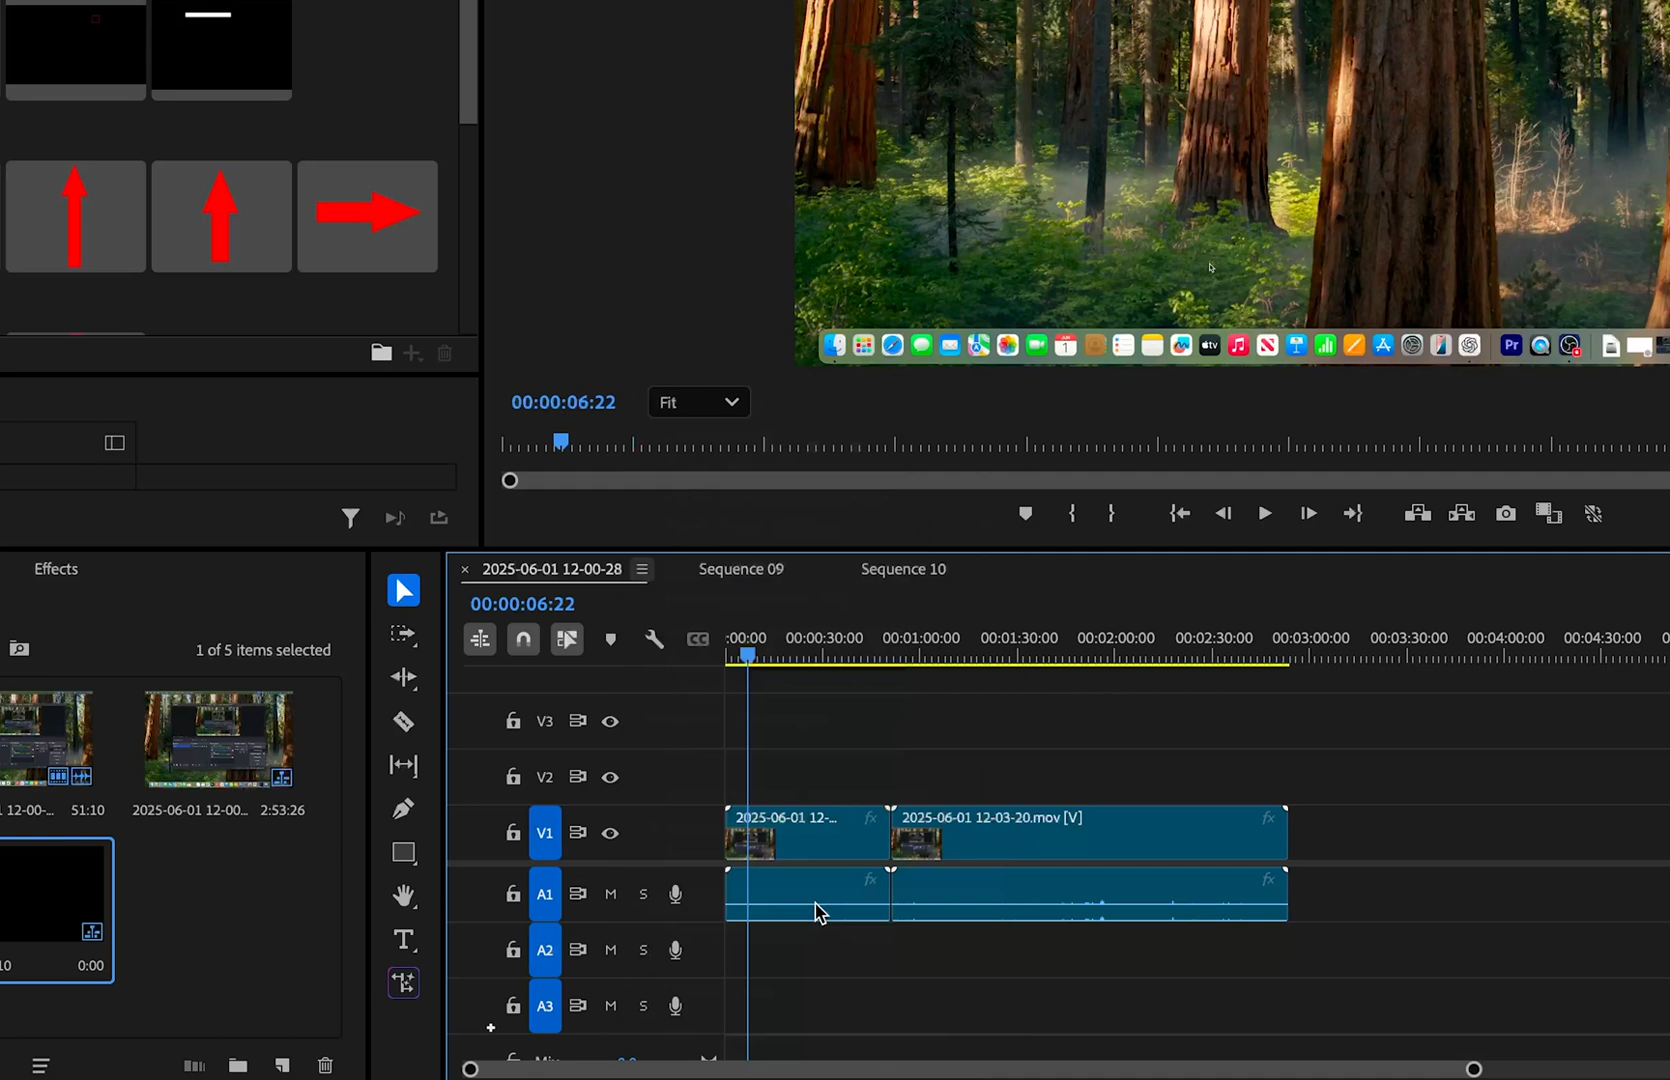 1
tv
Pr
00:00:06:22
Fit
Effects
2025-06-01 12-00-28
Sequence 09
Sequence 10
00:00:06:22
CC
:00:00
00:00:30:00
00:01:00:00
00:01:30:00
00:02:00:00
00:02:30:00
00:03:00:00
00:03:30:00
00:04:00:00
00:04:30:00
1 of 5 items selected
V3
V2
12-00-...
51:10
2025-06-01 12-00...
2:53:26
V1
2025-06-01 12-...
fx
2025-06-01 12-03-20.mov [V]
fx
A1
M
S
fx
fx
A2
M
S
10
0:00
A3
M
S
T